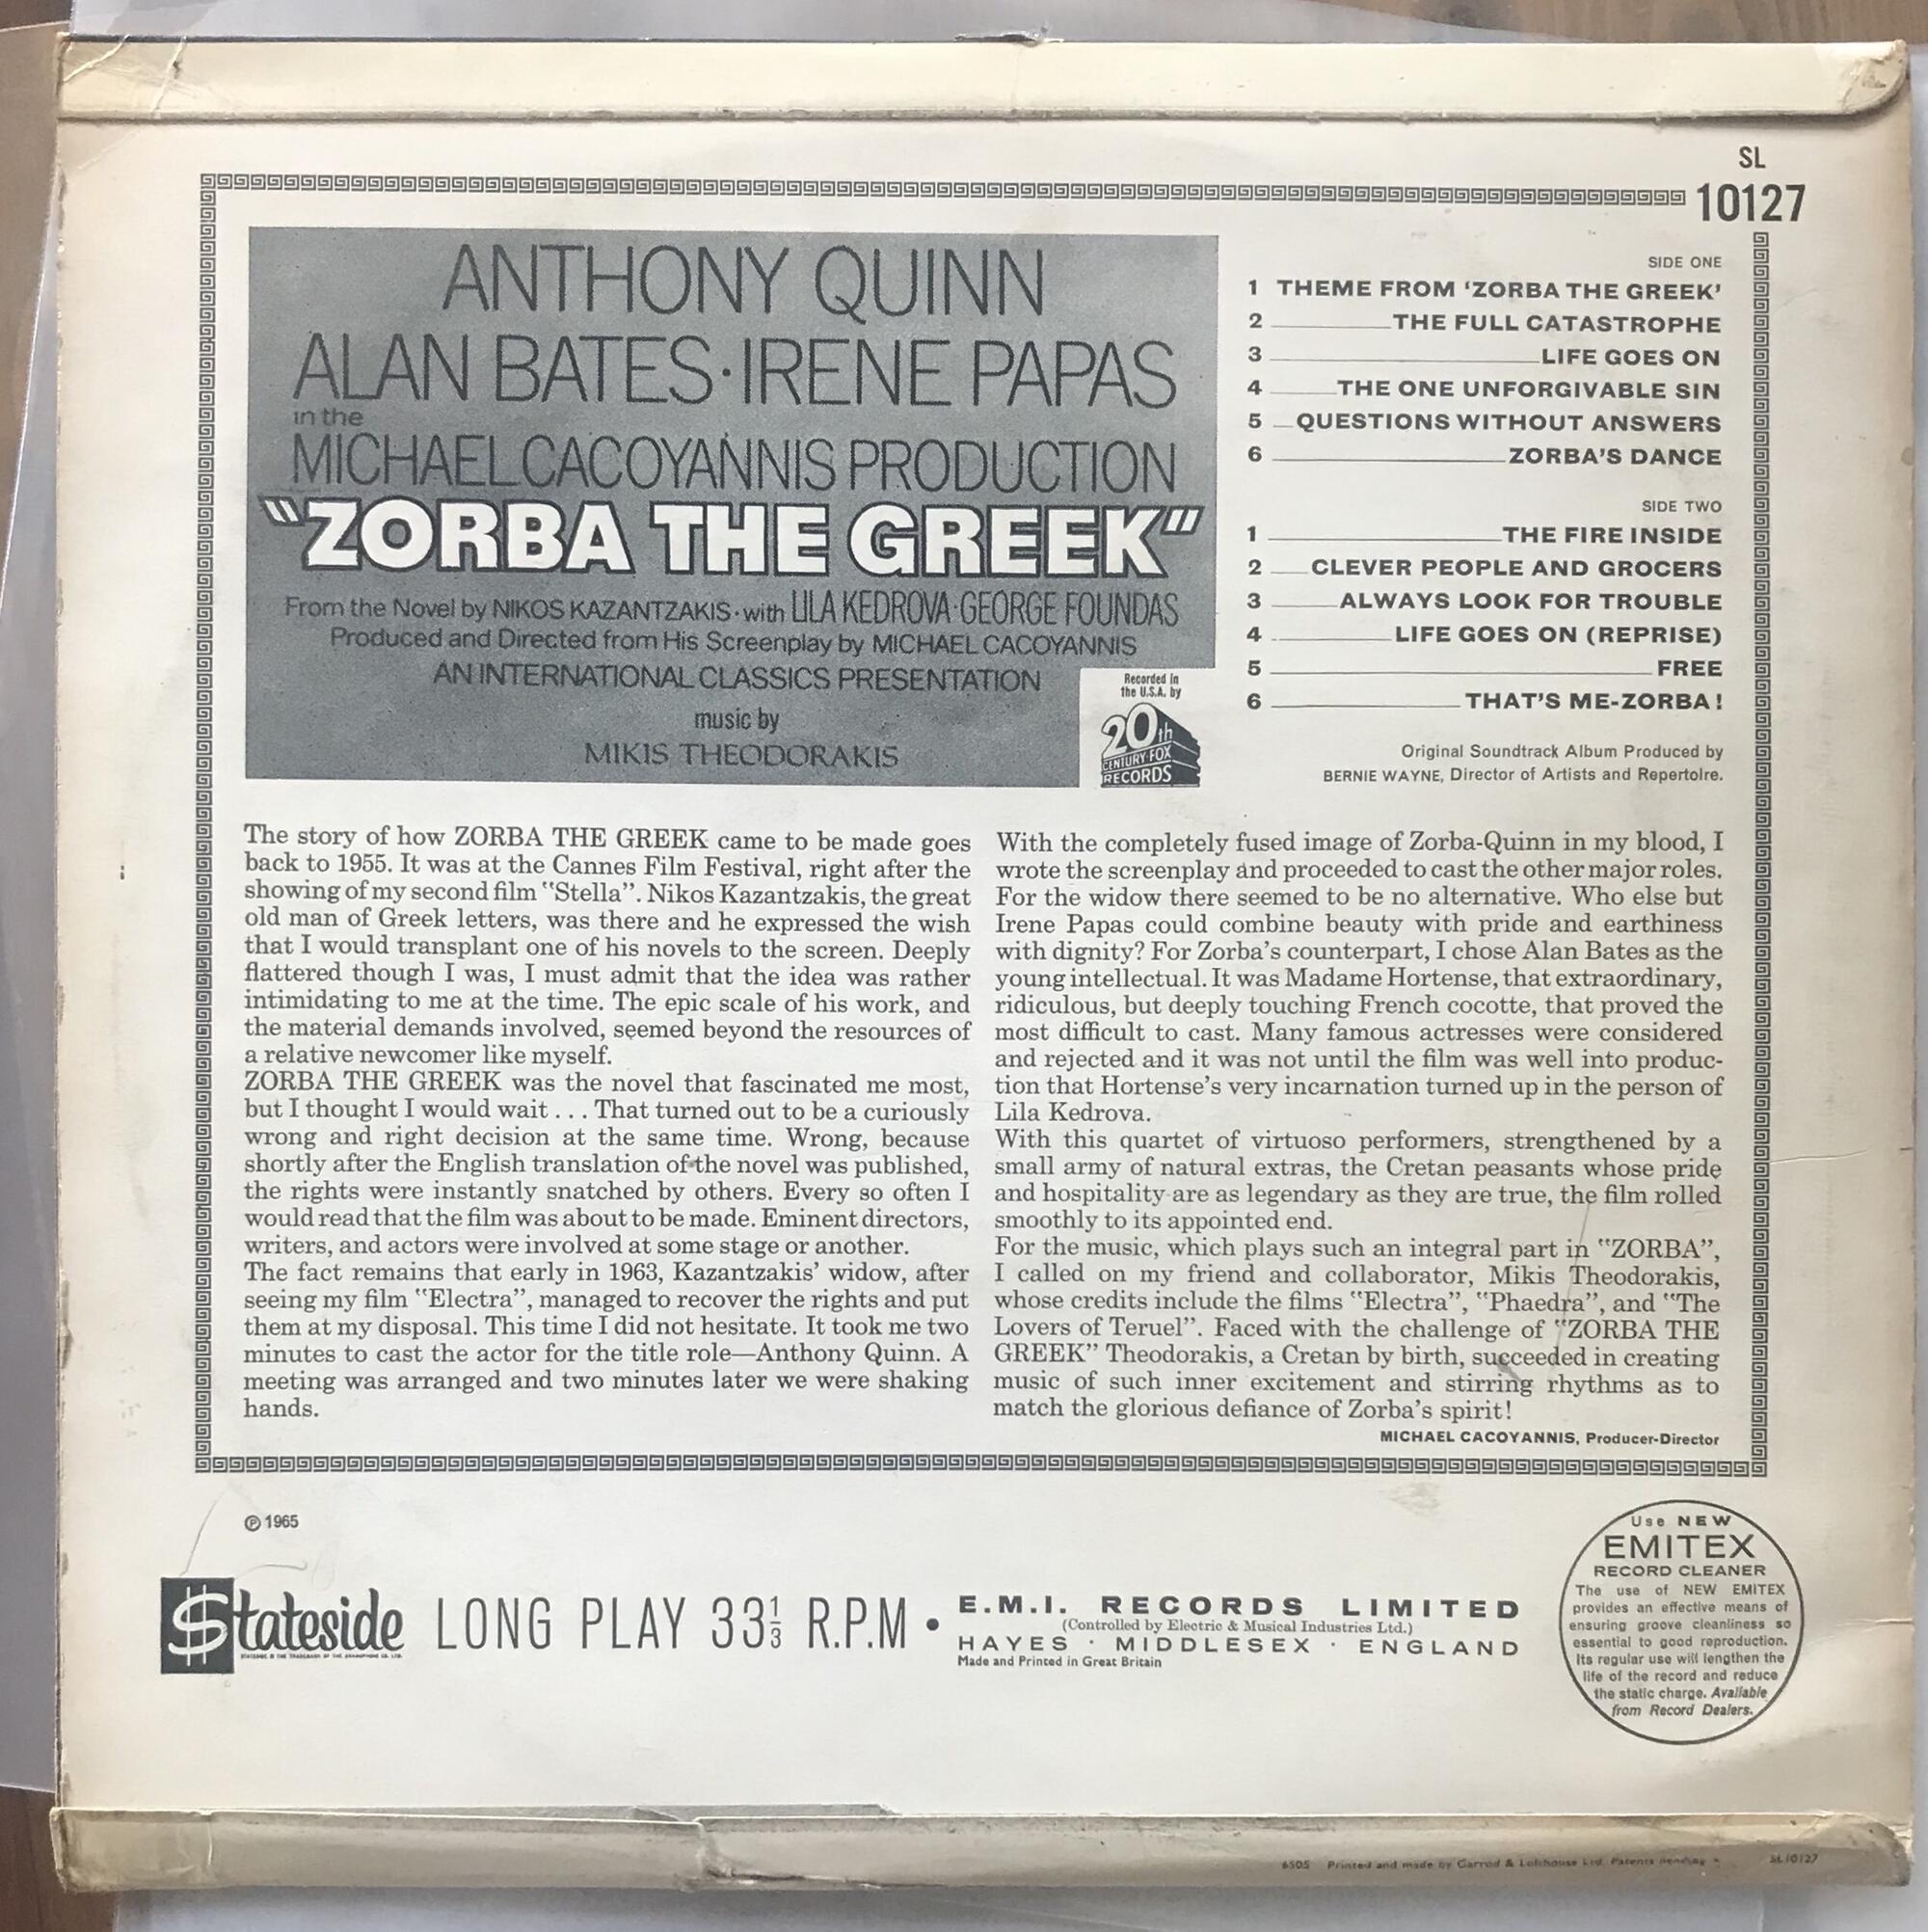 SL
10127
ANTHONY QUINN
ALAN BATES·IRENE PAPAS
in the
MICHAEL CACOYANNIS PRODUCTION
"ZORBA THE GREEK"
From the Novel by NIKOS KAZANTZAKIS·with LILA KEDROVA·GEORGE FOUNDAS
Produced and Directed from His Screenplay by MICHAEL CACOYANNIS
AN INTERNATIONAL CLASSICS PRESENTATION
music by
MIKIS THEODORAKIS
Recorded in
the U.S.A. by
20th
CENTURY FOX
RECORDS
SIDE ONE
1 THEME FROM ‘ZORBA THE GREEK’
2 THE FULL CATASTROPHE
3 LIFE GOES ON
4 THE ONE UNFORGIVABLE SIN
5 QUESTIONS WITHOUT ANSWERS
6 ZORBA'S DANCE
SIDE TWO
1 THE FIRE INSIDE
2 CLEVER PEOPLE AND GROCERS
3 ALWAYS LOOK FOR TROUBLE
4 LIFE GOES ON (REPRISE)
5 FREE
6 THAT'S ME-ZORBA!
Original Soundtrack Album Produced by
BERNIE WAYNE, Director of Artists and Repertoire.
The story of how ZORBA THE GREEK came to be made goes
back to 1955. It was at the Cannes Film Festival, right after the
showing of my second film "Stella". Nikos Kazantzakis, the great
old man of Greek letters, was there and he expressed the wish
that I would transplant one of his novels to the screen. Deeply
flattered though I was, I must admit that the idea was rather
intimidating to me at the time. The epic scale of his work, and
the material demands involved, seemed beyond the resources of
a relative newcomer like myself.
ZORBA THE GREEK was the novel that fascinated me most,
but I thought I would wait . . . That turned out to be a curiously
wrong and right decision at the same time. Wrong, because
shortly after the English translation of the novel was published,
the rights were instantly snatched by others. Every so often I
would read that the film was about to be made. Eminent directors,
writers, and actors were involved at some stage or another.
The fact remains that early in 1963, Kazantzakis' widow, after
seeing my film "Electra", managed to recover the rights and put
them at my disposal. This time I did not hesitate. It took me two
minutes to cast the actor for the title role—Anthony Quinn. A
meeting was arranged and two minutes later we were shaking
hands.
With the completely fused image of Zorba-Quinn in my blood, I
wrote the screenplay and proceeded to cast the other major roles.
For the widow there seemed to be no alternative. Who else but
Irene Papas could combine beauty with pride and earthiness
with dignity? For Zorba's counterpart, I chose Alan Bates as the
young intellectual. It was Madame Hortense, that extraordinary,
ridiculous, but deeply touching French cocotte, that proved the
most difficult to cast. Many famous actresses were considered
and rejected and it was not until the film was well into produc-
tion that Hortense's very incarnation turned up in the person of
Lila Kedrova.
With this quartet of virtuoso performers, strengthened by a
small army of natural extras, the Cretan peasants whose pride
and hospitality are as legendary as they are true, the film rolled
smoothly to its appointed end.
For the music, which plays such an integral part in "ZORBA",
I called on my friend and collaborator, Mikis Theodorakis,
whose credits include the films "Electra", "Phaedra", and "The
Lovers of Teruel". Faced with the challenge of "ZORBA THE
GREEK" Theodorakis, a Cretan by birth, succeeded in creating
music of such inner excitement and stirring rhythms as to
match the glorious defiance of Zorba's spirit!
MICHAEL CACOYANNIS, Producer-Director
℗ 1965
$tateside
STATESIDE IS THE TRADEMARK OF THE GRAMOPHONE CO. LTD.
LONG PLAY 33⅓ R.P.M •
E.M.I. RECORDS LIMITED
(Controlled by Electric & Musical Industries Ltd.)
HAYES · MIDDLESEX · ENGLAND
Made and Printed in Great Britain
Use NEW
EMITEX
RECORD CLEANER
The use of NEW EMITEX
provides an effective means of
ensuring groove cleanliness so
essential to good reproduction.
Its regular use will lengthen the
life of the record and reduce
the static charge. Available
from Record Dealers.
6505 Printed and made by Garrod & Lofthouse Ltd. Patents pending SL10127